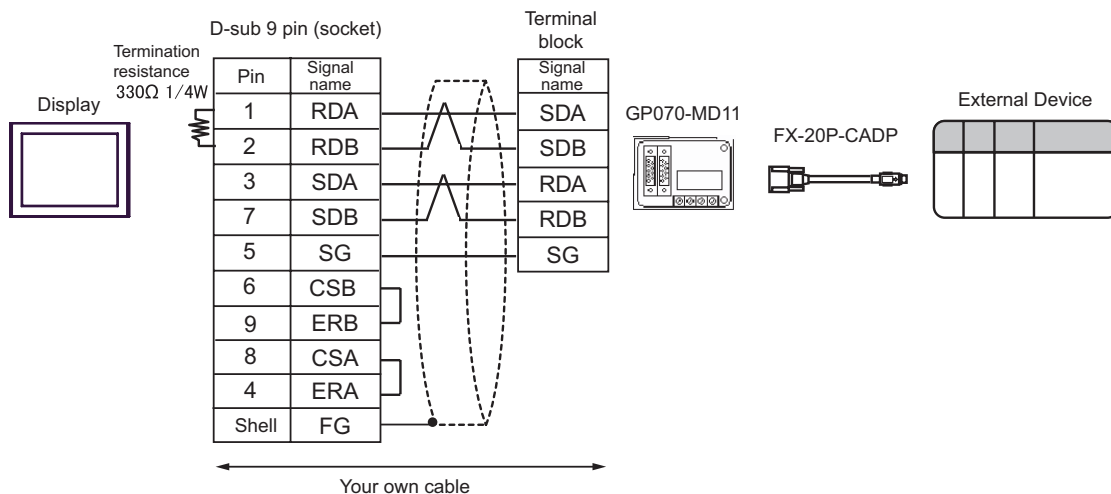 D-sub 9 pin (socket)
Terminal
block
Termination
resistance
330Ω 1/4W
Display
Pin
Signal
name
1
RDA
2
RDB
3
SDA
7
SDB
5
SG
6
CSB
9
ERB
8
CSA
4
ERA
Shell
FG
Signal
name
SDA
SDB
RDA
RDB
SG
GP070-MD11
FX-20P-CADP
External Device
Your own cable